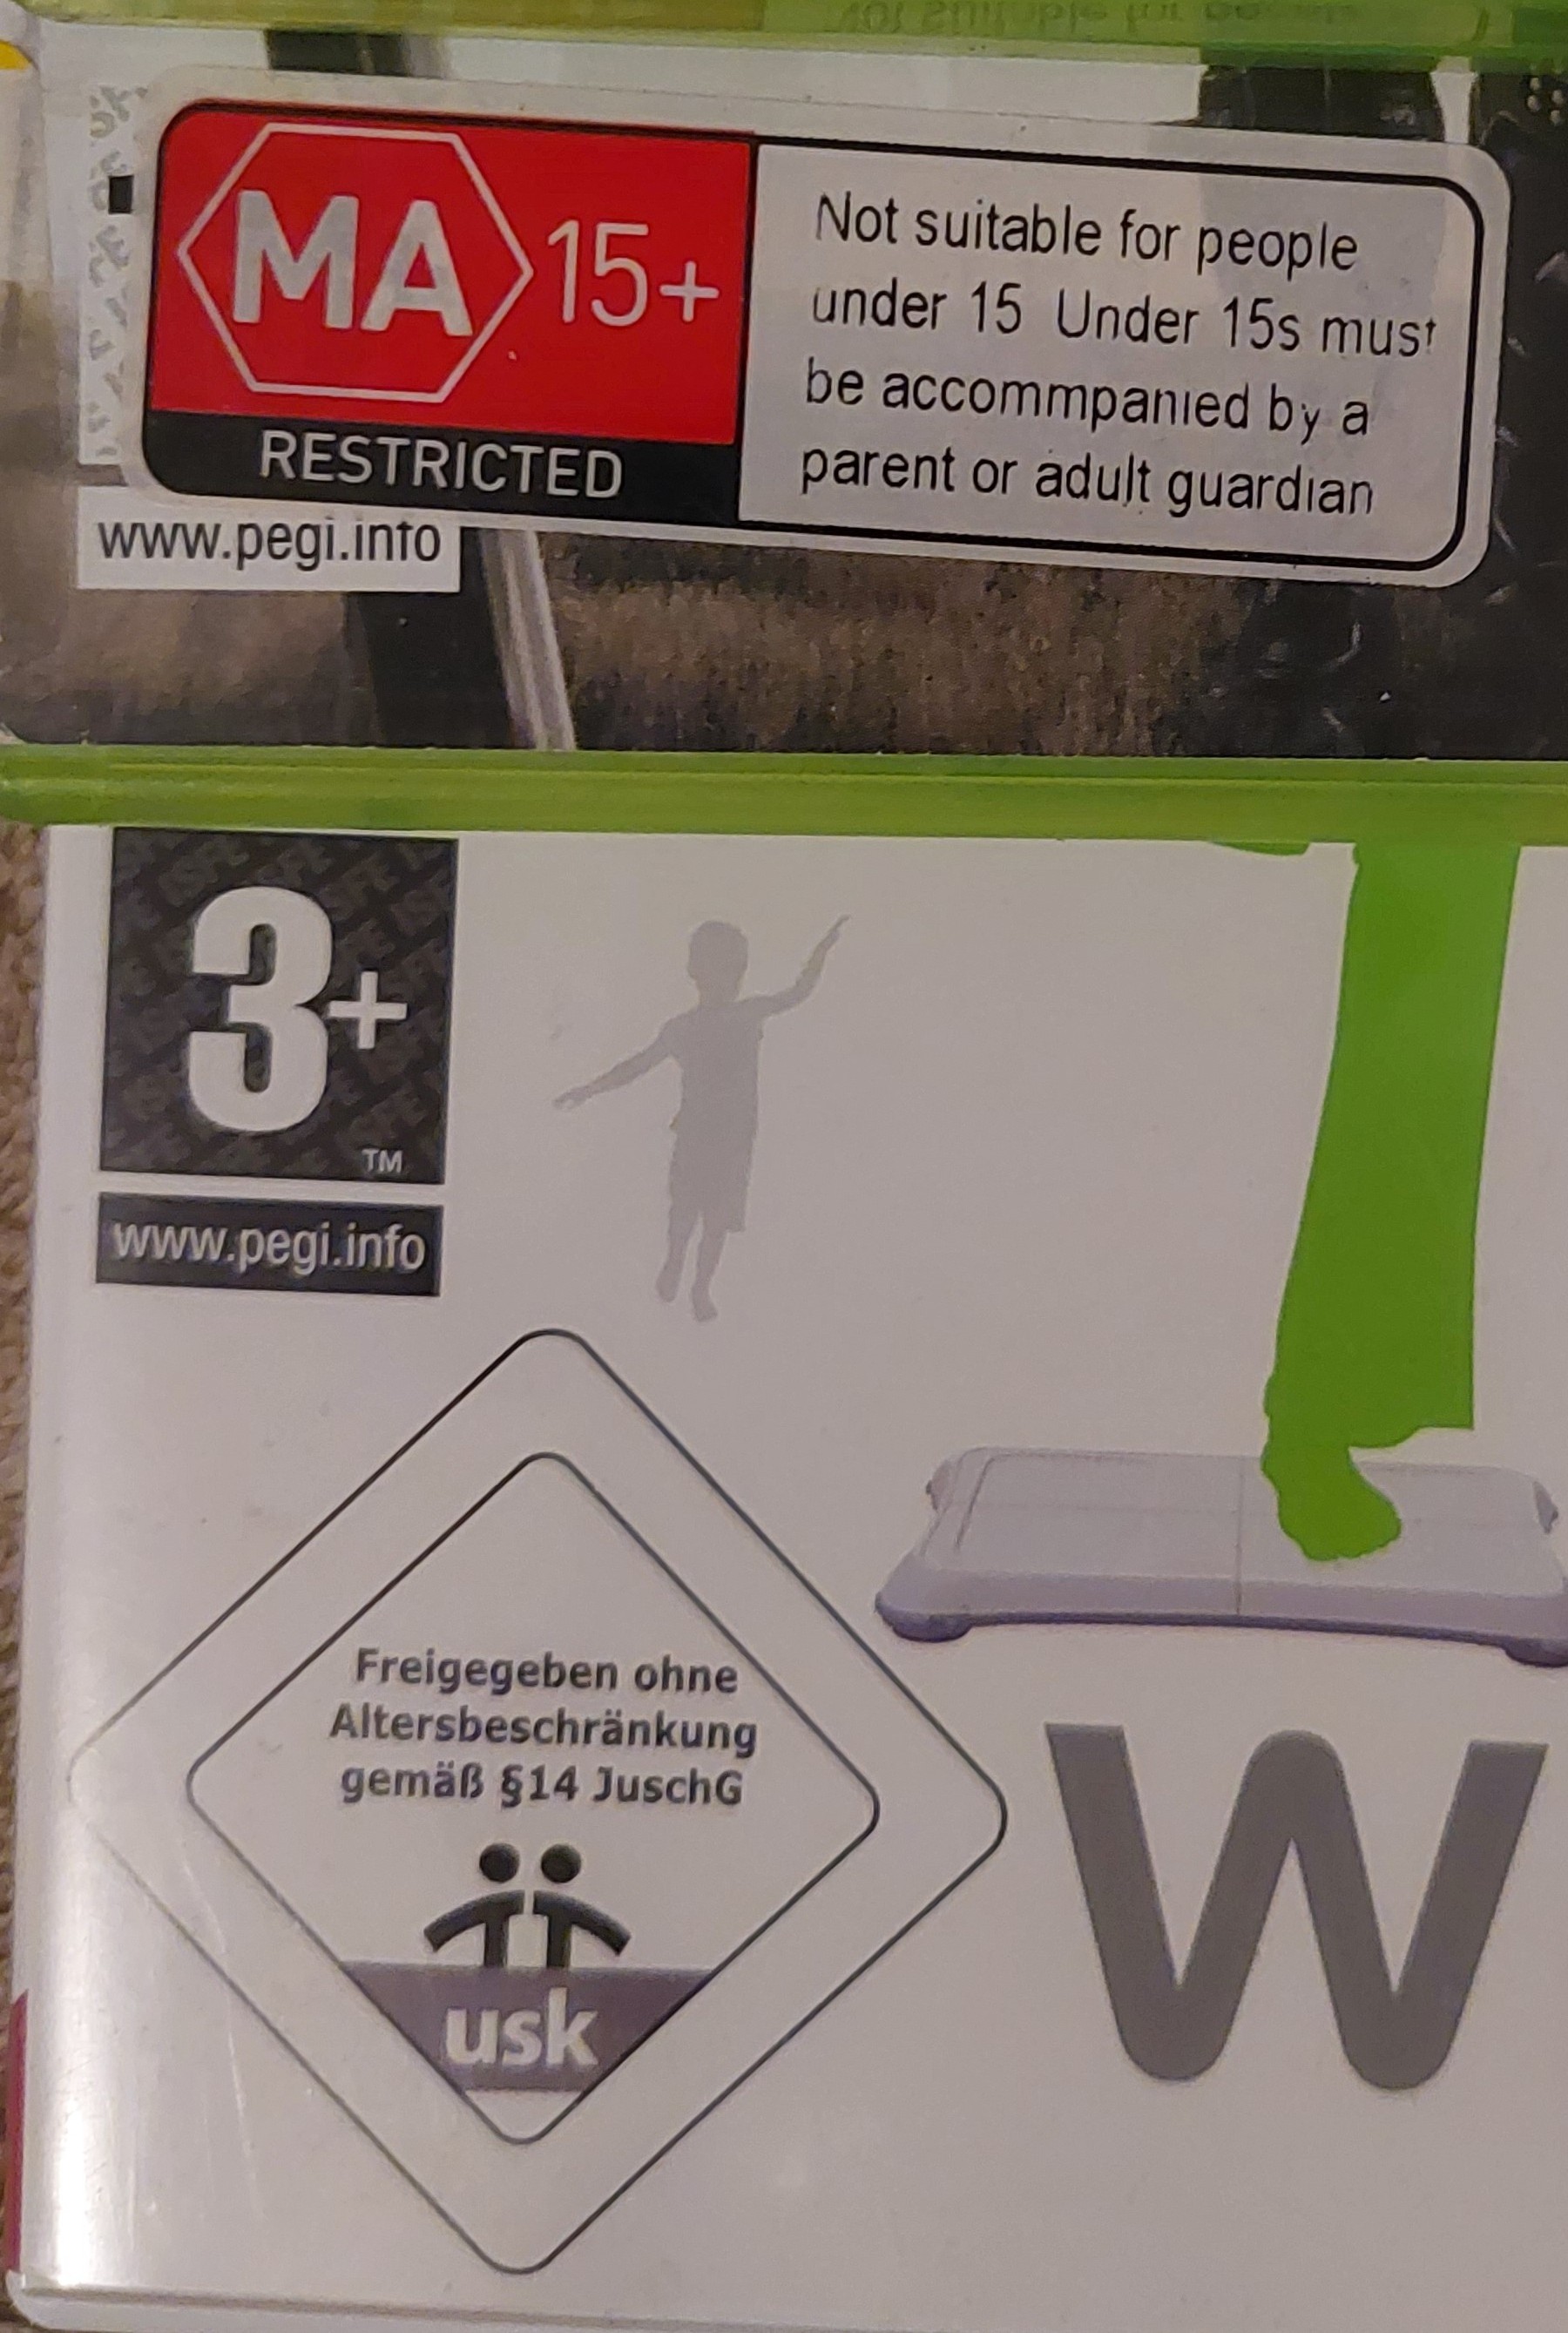 MA 15+
RESTRICTED
Not suitable for people
under 15 Under 15s must
be accommpanied by a
parent or adult guardian
www.pegi.info
3+
TM
www.pegi.info
Freigegeben ohne
Altersbeschränkung
gemäß §14 JuschG
usk
W